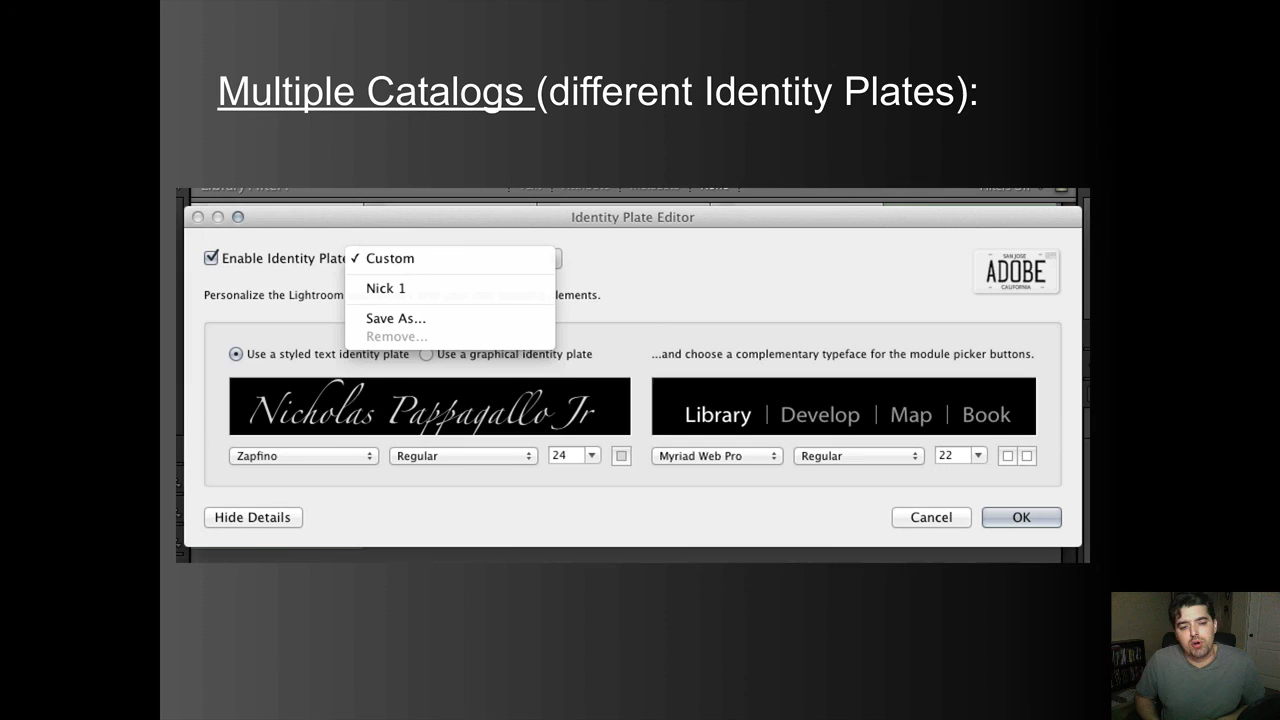 Multiple Catalogs (different Identity Plates):
Identity Plate Editor
Enable Identity Plate
✓ Custom
Nick 1
Save As...
Remove...
SAN JOSE
ADOBE
CALIFORNIA
Personalize the Lightroom
Use a styled text identity plate
Use a graphical identity plate
...and choose a complementary typeface for the module picker buttons.
Nicholas Pappagallo Jr
Library | Develop | Map | Book
Zapfino
Regular
24
Myriad Web Pro
Regular
22
Hide Details
Cancel
OK